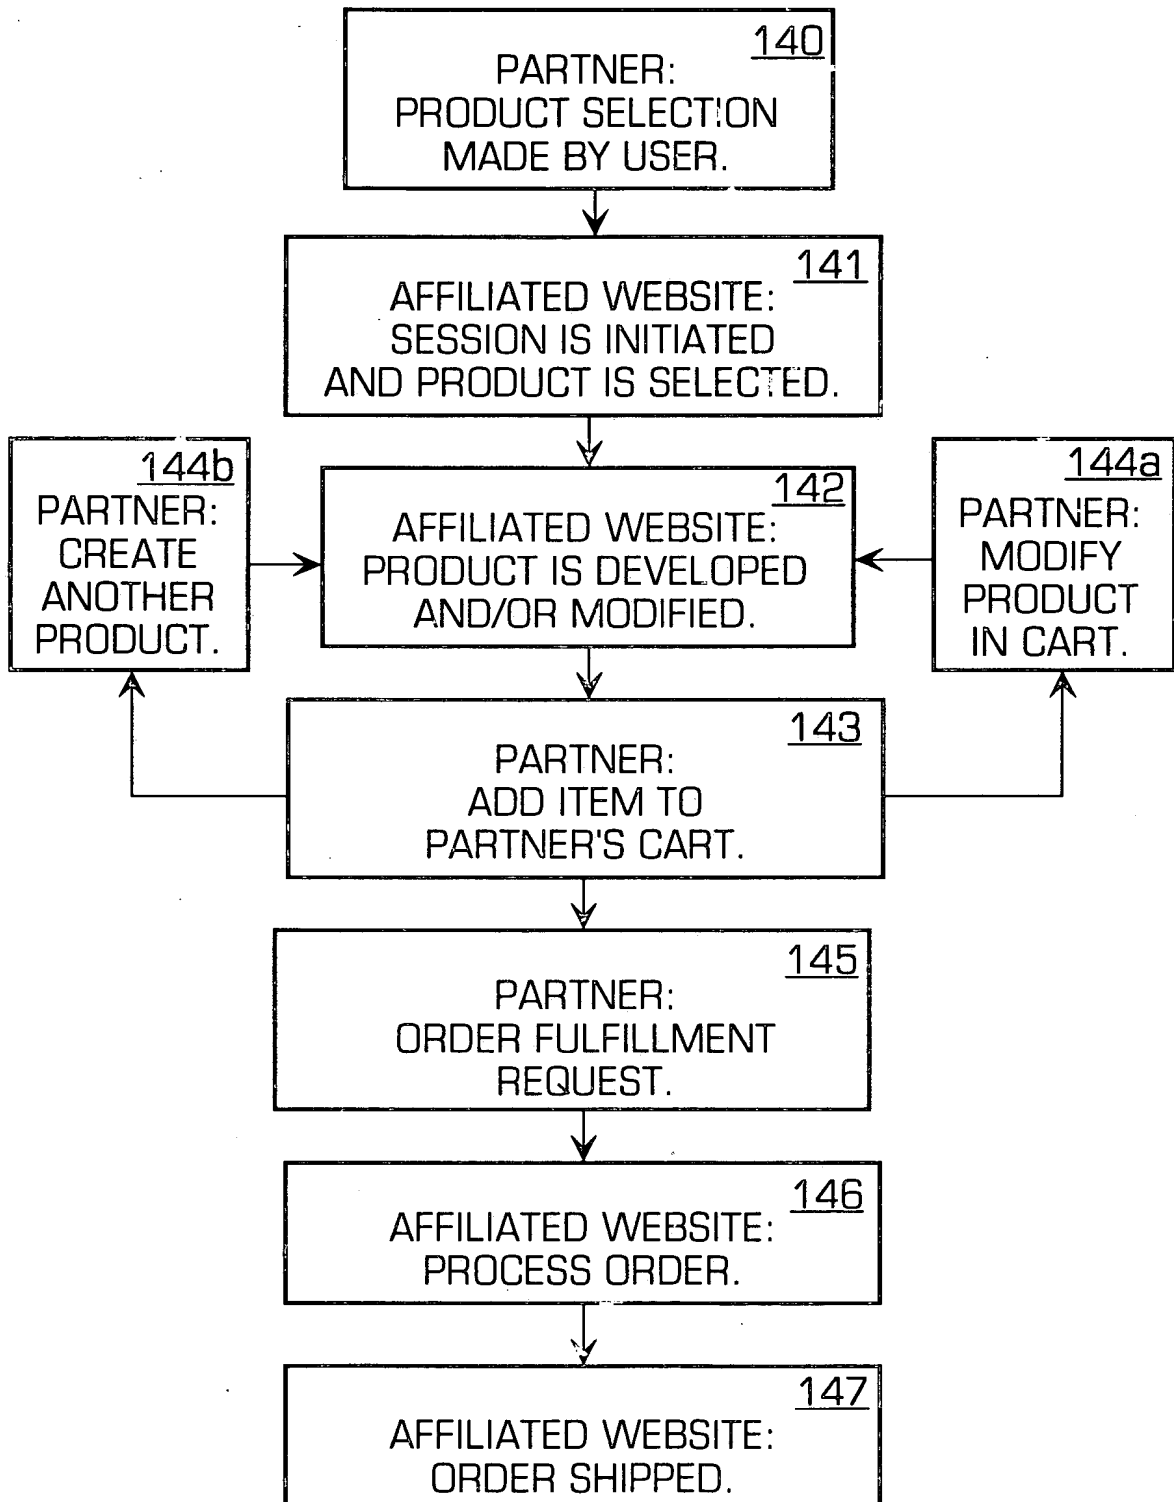 140
PARTNER:
PRODUCT SELECTION
MADE BY USER.
141
AFFILIATED WEBSITE:
SESSION IS INITIATED
AND PRODUCT IS SELECTED.
144b
PARTNER:
CREATE
ANOTHER
PRODUCT.
142
AFFILIATED WEBSITE:
PRODUCT IS DEVELOPED
AND/OR MODIFIED.
144a
PARTNER:
MODIFY
PRODUCT
IN CART.
143
PARTNER:
ADD ITEM TO
PARTNER'S CART.
145
PARTNER:
ORDER FULFILLMENT
REQUEST.
146
AFFILIATED WEBSITE:
PROCESS ORDER.
147
AFFILIATED WEBSITE:
ORDER SHIPPED.